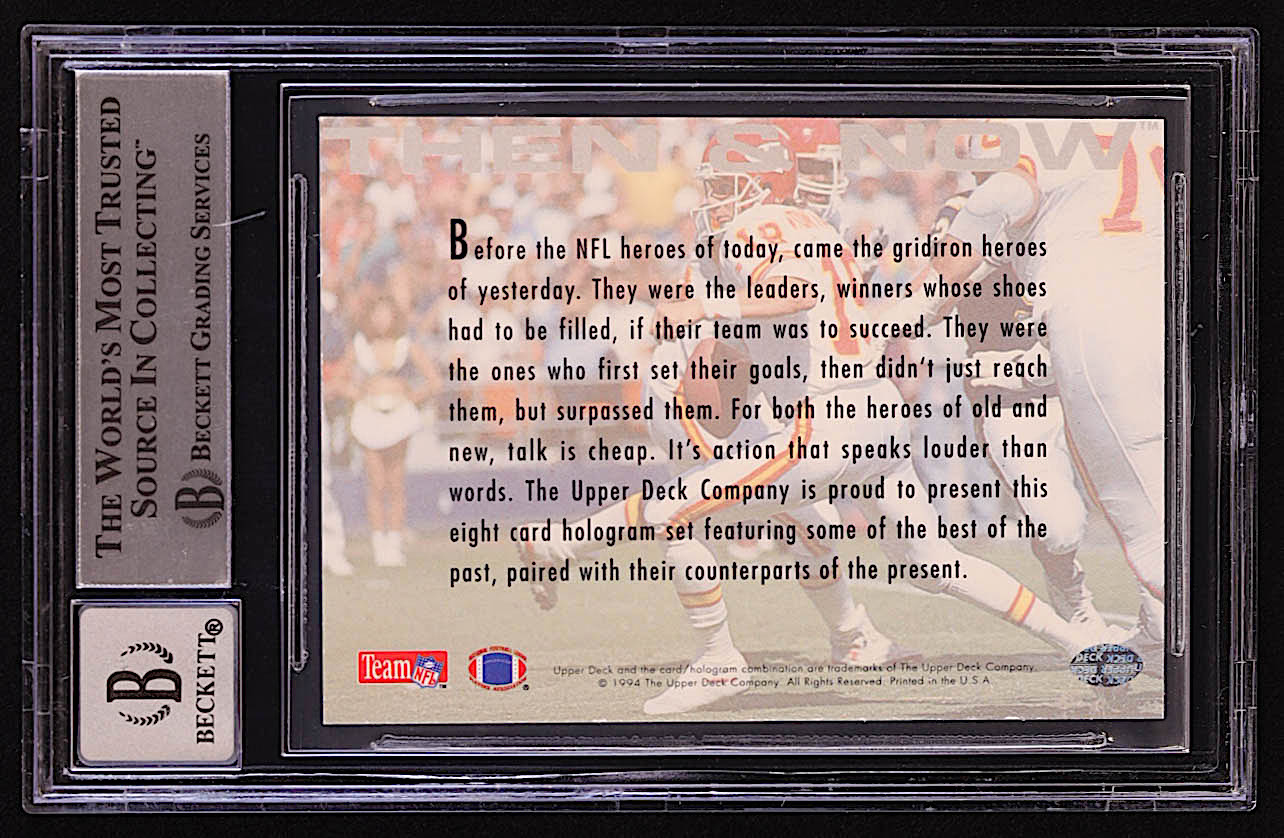 THE WORLD'S MOST TRUSTED
SOURCE IN COLLECTING™
BECKETT GRADING SERVICES
B
BECKETT®
THEN & NOW™
Before the NFL heroes of today, came the gridiron heroes
of yesterday. They were the leaders, winners whose shoes
had to be filled, if their team was to succeed. They were
the ones who first set their goals, then didn't just reach
them, but surpassed them. For both the heroes of old and
new, talk is cheap. It's action that speaks louder than
words. The Upper Deck Company is proud to present this
eight card hologram set featuring some of the best of the
past, paired with their counterparts of the present.
Team NFL™
Upper Deck and the card/hologram combination are trademarks of The Upper Deck Company.
© 1994 The Upper Deck Company. All Rights Reserved. Printed in the U.S.A.
DECK